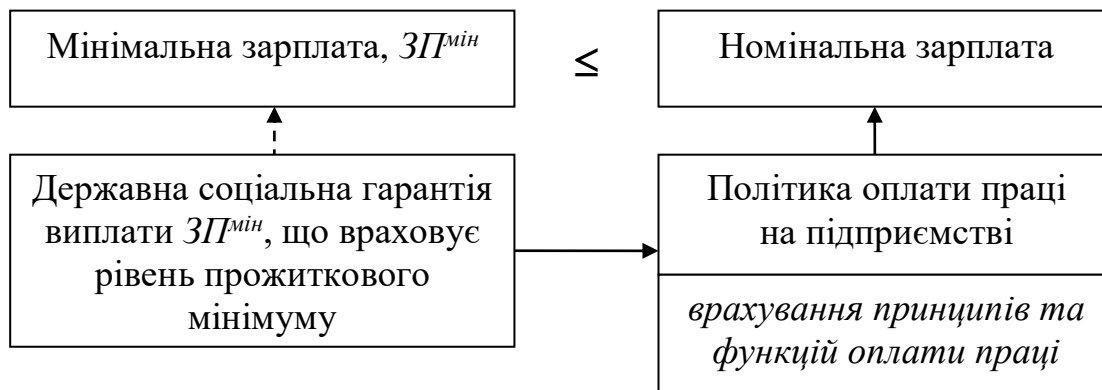 Мінімальна зарплата, ЗПмін
≤
Номінальна зарплата
Державна соціальна гарантія
виплати ЗПмін, що враховує
рівень прожиткового
мінімуму
Політика оплати праці
на підприємстві
врахування принципів та
функцій оплати праці